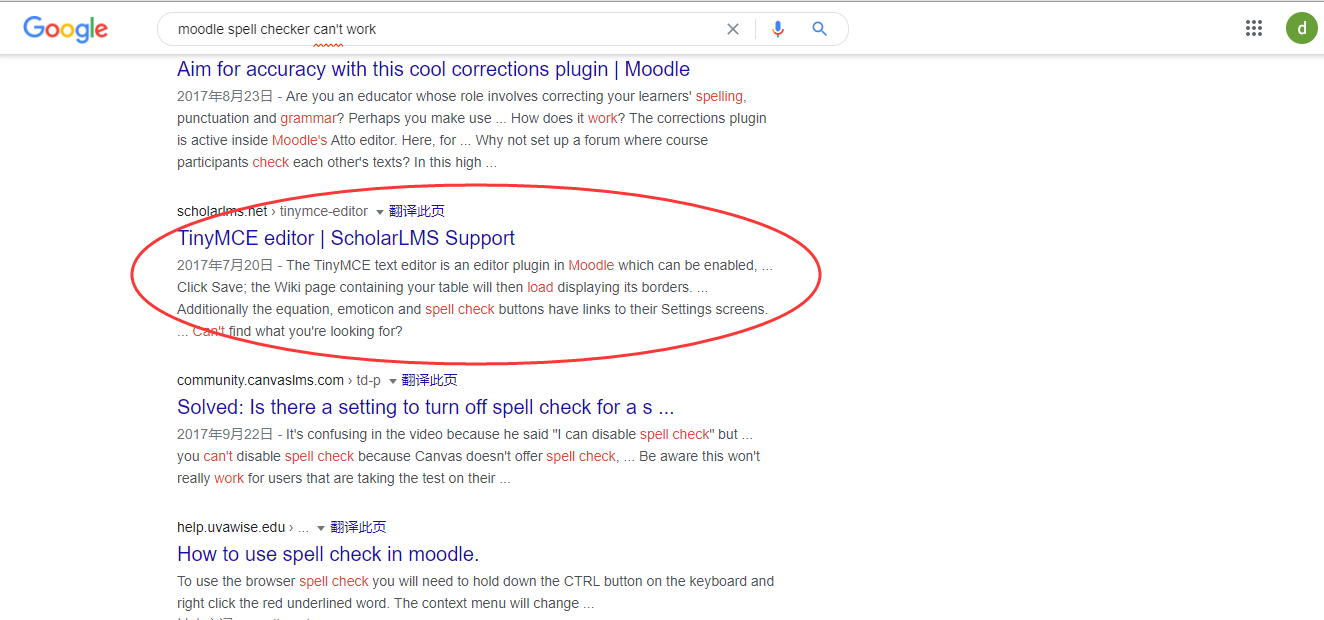 Google
moodle spell checker can't work
d
Aim for accuracy with this cool corrections plugin | Moodle
2017年8月23日 - Are you an educator whose role involves correcting your learners' spelling,
punctuation and grammar? Perhaps you make use ... How does it work? The corrections plugin
is active inside Moodle's Atto editor. Here, for ... Why not set up a forum where course
participants check each other's texts? In this high ...
scholarlms.net › tinymce-editor 翻译此页
TinyMCE editor | ScholarLMS Support
2017年7月20日 - The TinyMCE text editor is an editor plugin in Moodle which can be enabled, ...
Click Save; the Wiki page containing your table will then load displaying its borders. ...
Additionally the equation, emoticon and spell check buttons have links to their Settings screens.
... Can't find what you're looking for?
community.canvaslms.com › td-p 翻译此页
Solved: Is there a setting to turn off spell check for a s ...
2017年9月22日 - It's confusing in the video because he said "I can disable spell check" but ...
you can't disable spell check because Canvas doesn't offer spell check, ... Be aware this won't
really work for users that are taking the test on their ...
help.uvawise.edu › ... 翻译此页
How to use spell check in moodle.
To use the browser spell check you will need to hold down the CTRL button on the keyboard and
right click the red underlined word. The context menu will change ...